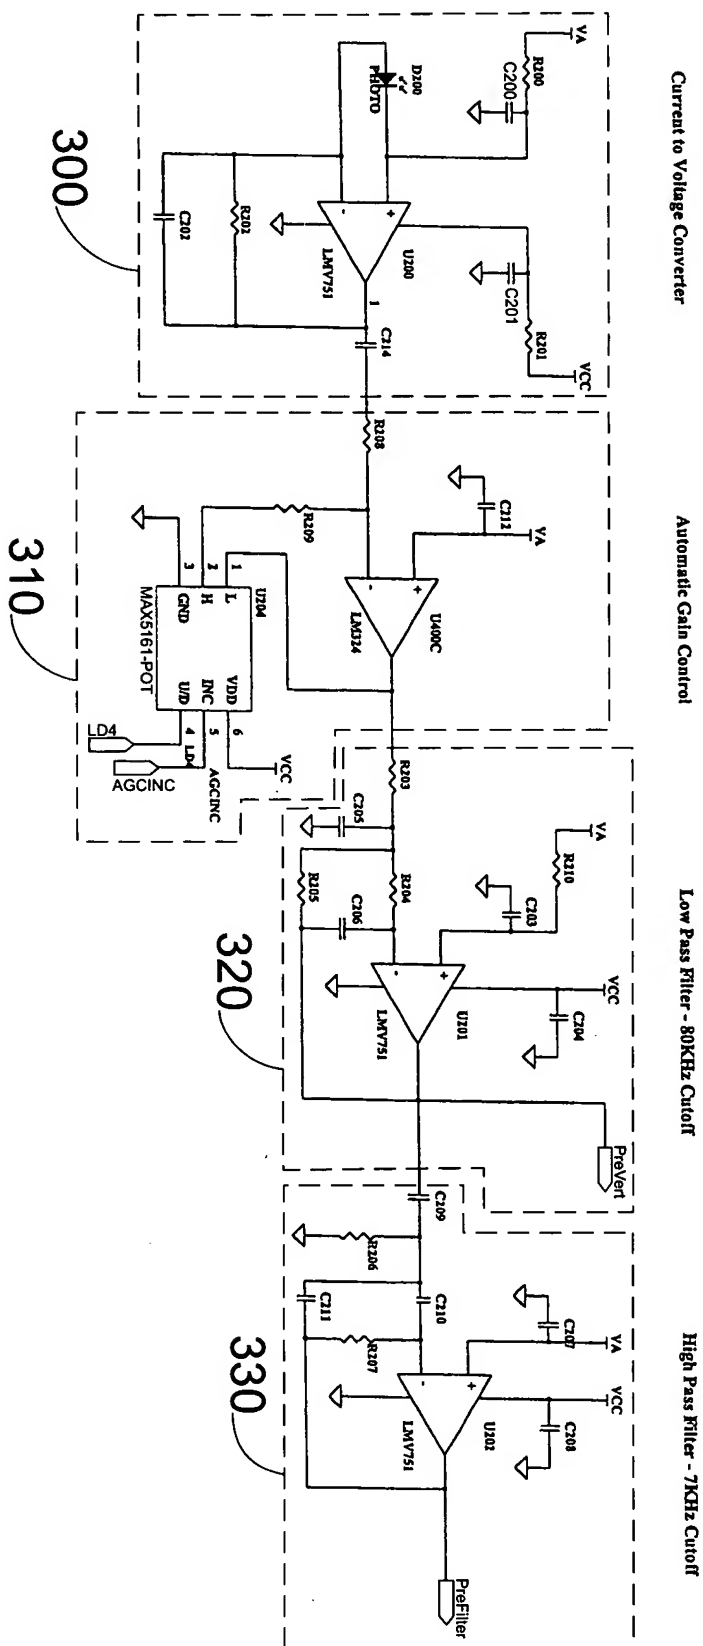 Current to Voltage Converter
Automatic Gain Control
Low Pass Filter - 80KHz Cutoff
High Pass Filter - 7KHz Cutoff
VA
R200
C200
D200
PHOTO
+
-
U200
LMV751
1
R202
C202
C201
R201
VCC
C214
300
R208
C212
VA
R209
+
-
U400C
LM324
1
2
3
U204
L
H
GND
VDD
INC
U/D
MAX5161-POT
6
5
4
VCC
AGCINC
LD4
LD4
AGCINC
310
R203
C205
R204
R205
C206
VA
R210
C203
+
-
U201
LMV751
VCC
C204
PreVert
320
C209
R206
C210
C211
R207
VA
C207
VCC
C208
+
-
U202
LMV751
PreFilter
330